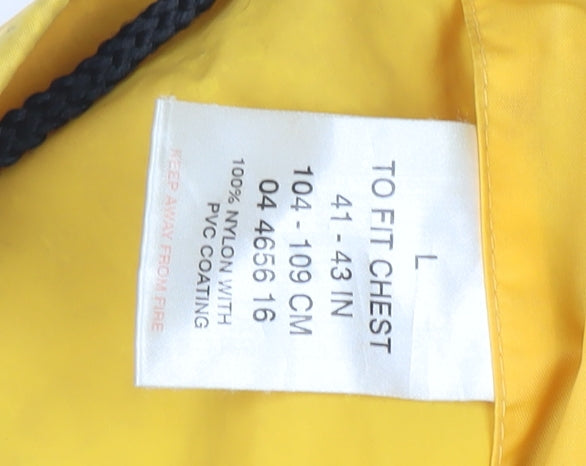 L
TO FIT CHEST
41 - 43 IN
104 - 109 CM
04 4656 16
100% NYLON WITH
PVC COATING
KEEP AWAY FROM FIRE